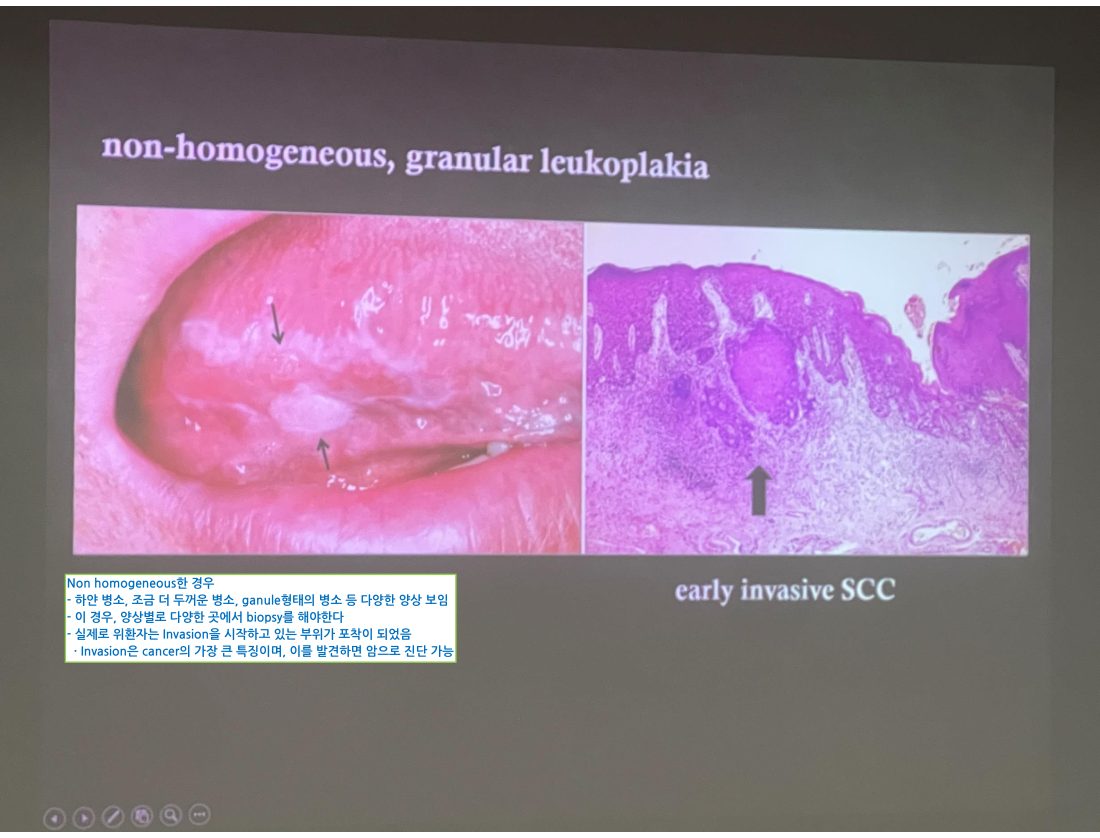 non-homogeneous, granular leukoplakia
Non homogeneous한 경우
- 하얀 병소, 조금 더 두꺼운 병소, ganule형태의 병소 등 다양한 양상 보임
- 이 경우, 양상별로 다양한 곳에서 biopsy를 해야한다
- 실제로 위환자는 Invasion을 시작하고 있는 부위가 포착이 되었음
· Invasion은 cancer의 가장 큰 특징이며, 이를 발견하면 암으로 진단 가능
early invasive SCC